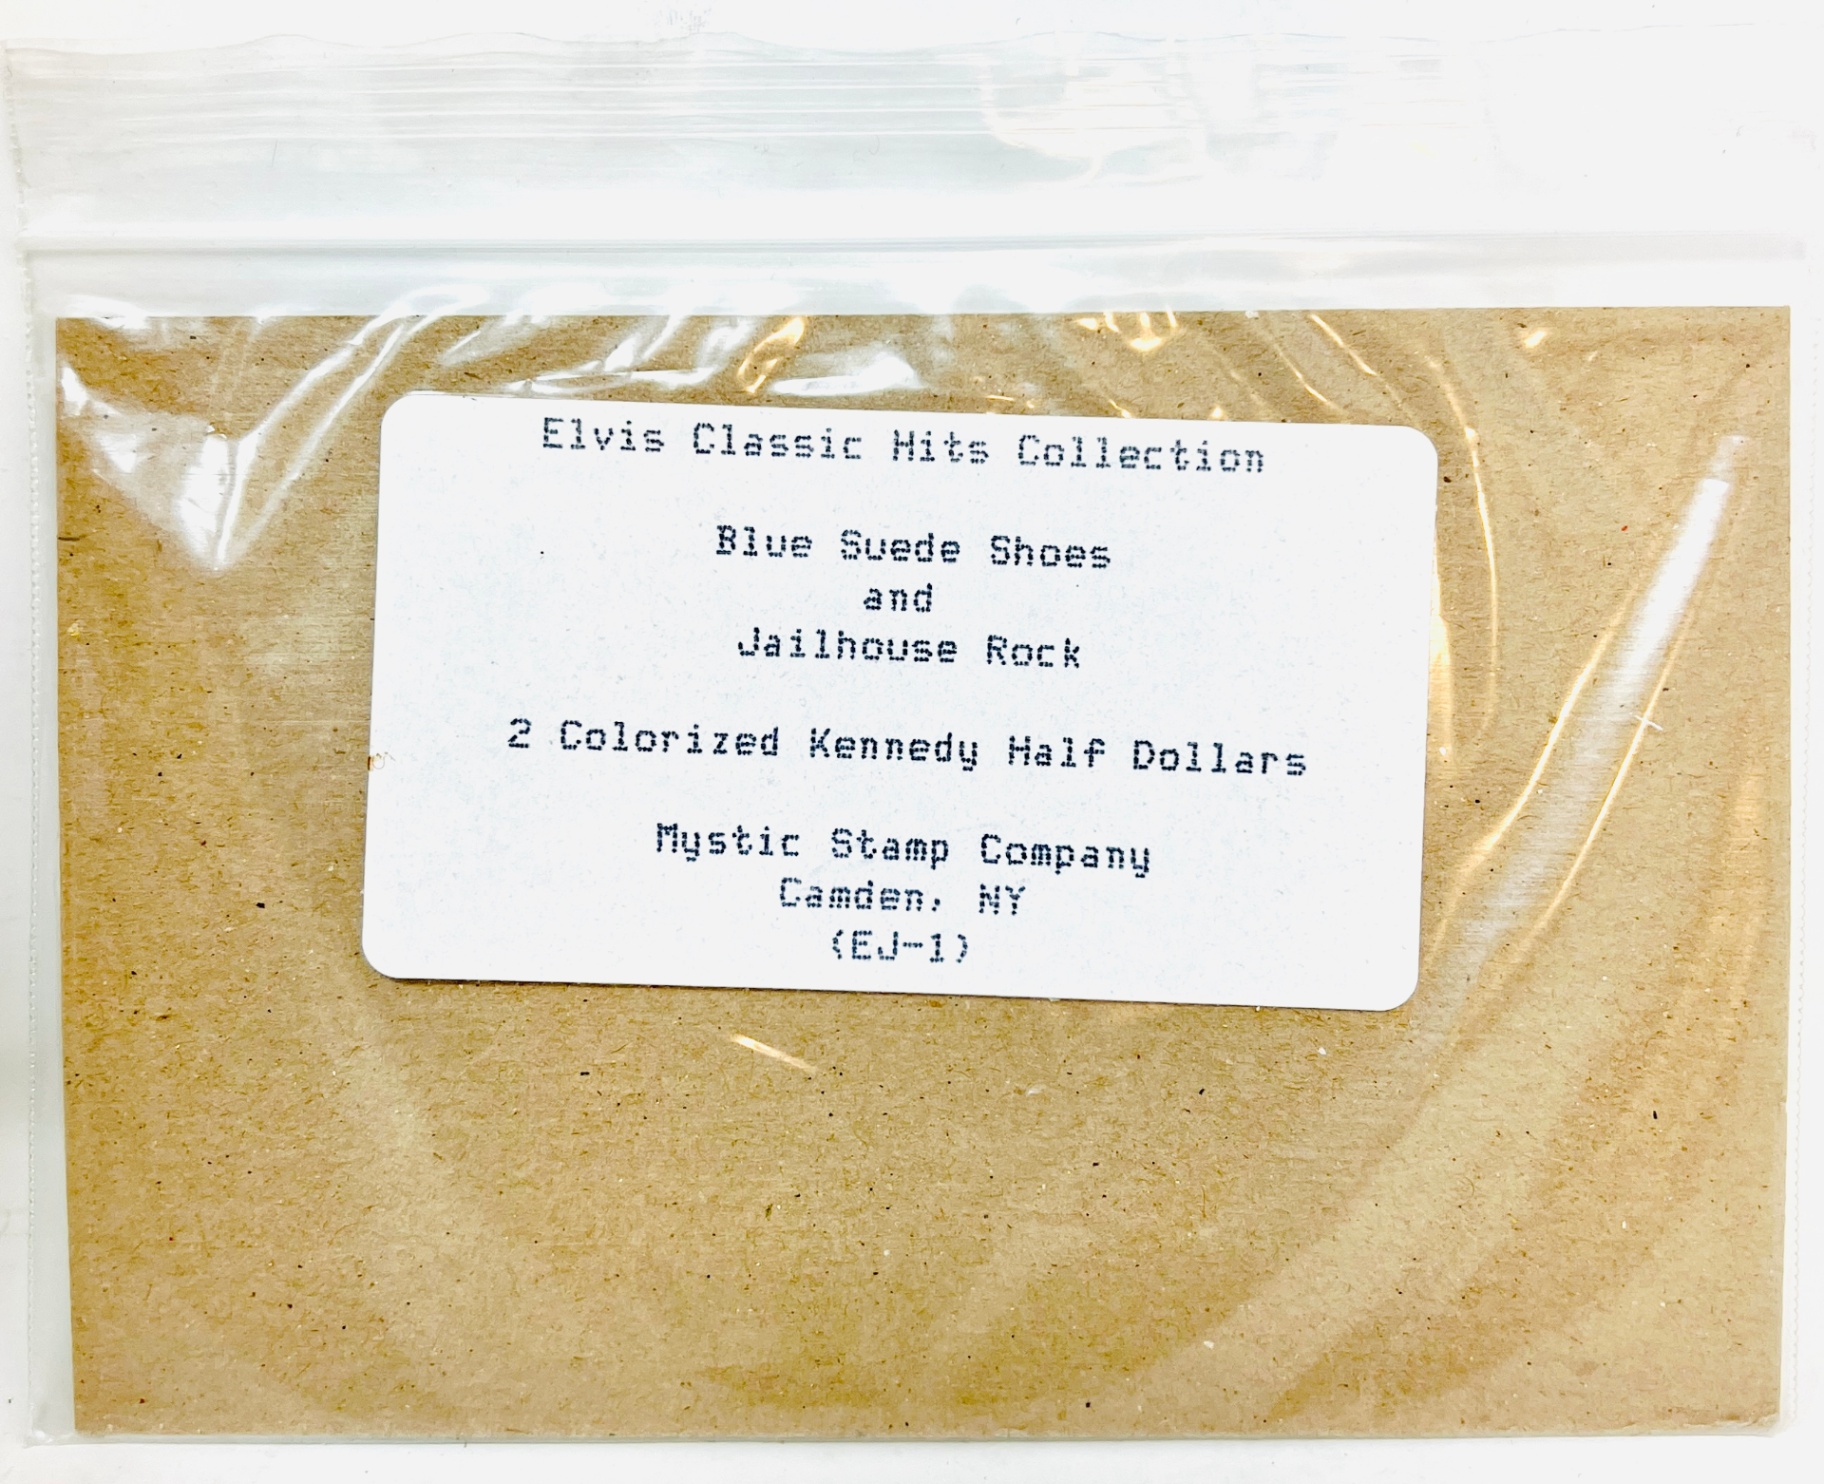 Elvis Classic Hits Collection
Blue Suede Shoes
and
Jailhouse Rock
2 Colorized Kennedy Half Dollars
Mystic Stamp Company
Camden, NY
(EJ-1)